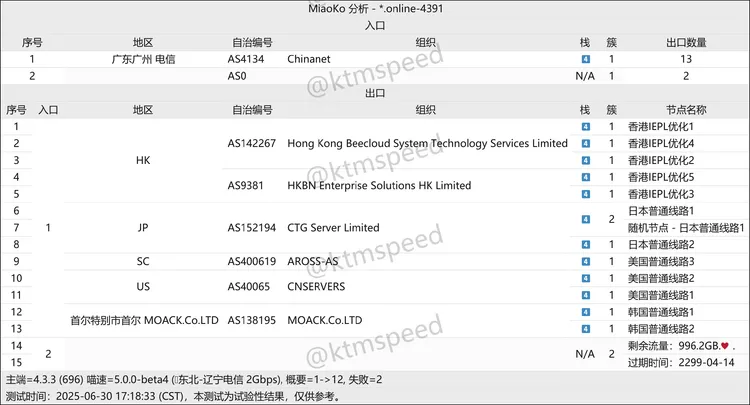 MiaoKo 分析 - *.online-4391
入口
序号 地区 自治编号 组织 栈 簇 出口数量
1 广东广州 电信 AS4134 Chinanet 4 1 13
2 AS0 N/A 1 2
出口
序号 入口 地区 自治编号 组织 栈 簇 节点名称
1 4 1 香港IEPL优化1
2 AS142267 Hong Kong Beecloud System Technology Services Limited 4 1 香港IEPL优化4
3 HK 4 1 香港IEPL优化2
4 4 1 香港IEPL优化5
5 AS9381 HKBN Enterprise Solutions HK Limited 4 1 香港IEPL优化3
6 4 2 日本普通线路1
7 1 JP AS152194 CTG Server Limited 随机节点 - 日本普通线路1
8 4 1 日本普通线路2
9 SC AS400619 AROSS-AS 4 1 美国普通线路3
10 4 1 美国普通线路2
11 US AS40065 CNSERVERS 4 1 美国普通线路1
12 4 1 韩国普通线路1
13 首尔特别市首尔 MOACK.Co.LTD AS138195 MOACK.Co.LTD 4 1 韩国普通线路2
14 剩余流量：996.2GB.♥ .
15 2 N/A 2 过期时间：2299-04-14
主端=4.3.3 (696) 喵速=5.0.0-beta4 (东北-辽宁电信 2Gbps), 概要=1->12, 失败=2
测试时间：2025-06-30 17:18:33 (CST)，本测试为试验性结果，仅供参考。
@ktmspeed
@ktmspeed
@ktmspeed
@ktmspeed